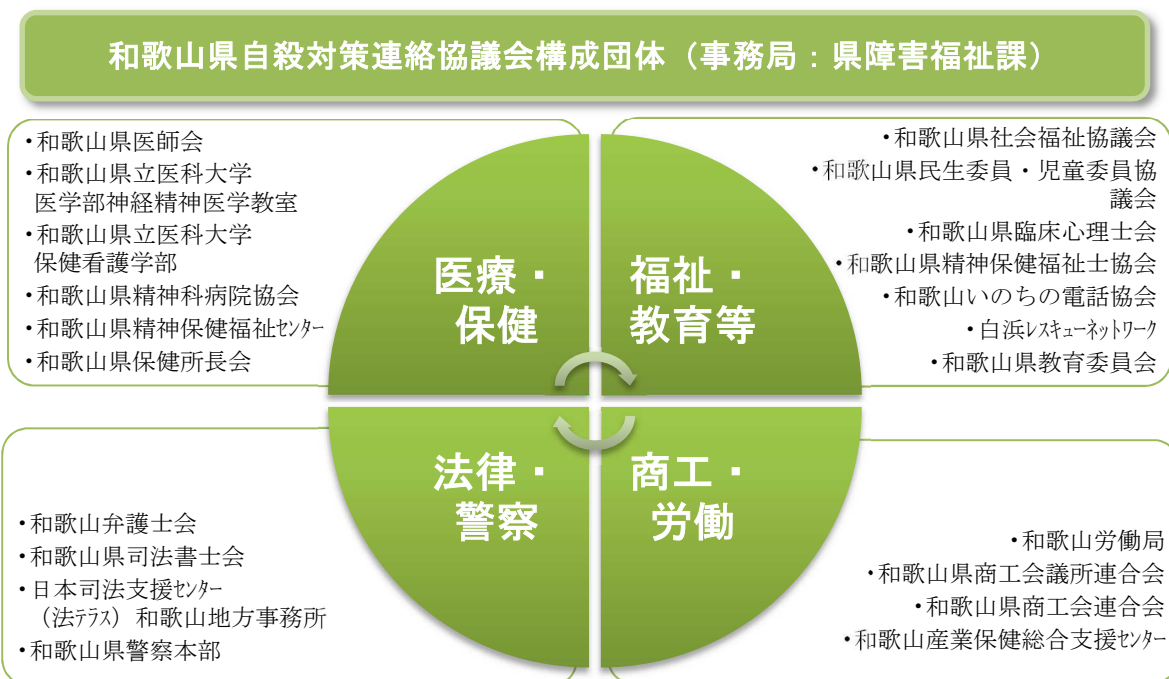 和歌山県自殺対策連絡協議会構成団体（事務局：県障害福祉課）
・和歌山県医師会
・和歌山県立医科大学
医学部神経精神医学教室
・和歌山県立医科大学
保健看護学部
・和歌山県精神科病院協会
・和歌山県精神保健福祉ｾﾝﾀｰ
・和歌山県保健所長会
医療・
保健
福祉・
教育等
・和歌山県社会福祉協議会
・和歌山県民生委員・児童委員協
議会
・和歌山県臨床心理士会
・和歌山県精神保健福祉士協会
・和歌山いのちの電話協会
・白浜ﾚｽｷｭｰﾈｯﾄﾜｰｸ
・和歌山県教育委員会
・和歌山弁護士会
・和歌山県司法書士会
・日本司法支援ｾﾝﾀｰ
（法ﾃﾗｽ）和歌山地方事務所
・和歌山県警察本部
法律・
警察
商工・
労働
・和歌山労働局
・和歌山県商工会議所連合会
・和歌山県商工会連合会
・和歌山産業保健総合支援ｾﾝﾀｰ